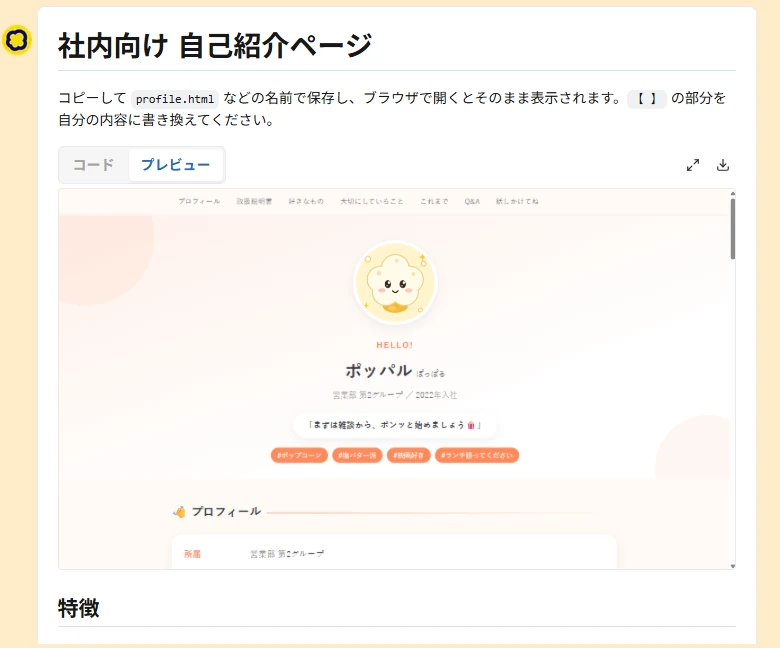 社内向け 自己紹介ページ
コピーして profile.html などの名前で保存し、ブラウザで開くとそのまま表示されます。 【 】 の部分を
自分の内容に書き換えてください。
コード プレビュー
プロフィール 取扱説明書 好きなもの 大切にしていること これまで Q&A 話しかけてね
HELLO!
ポッパル ぽっぱる
営業部 第2グループ ／ 2022年入社
「まずは雑談から、ポンッと始めましょう🍿」
#ポップコーン #塩バター派 #映画好き #ランチ誘ってください
👋 プロフィール
所属 営業部 第2グループ
特徴